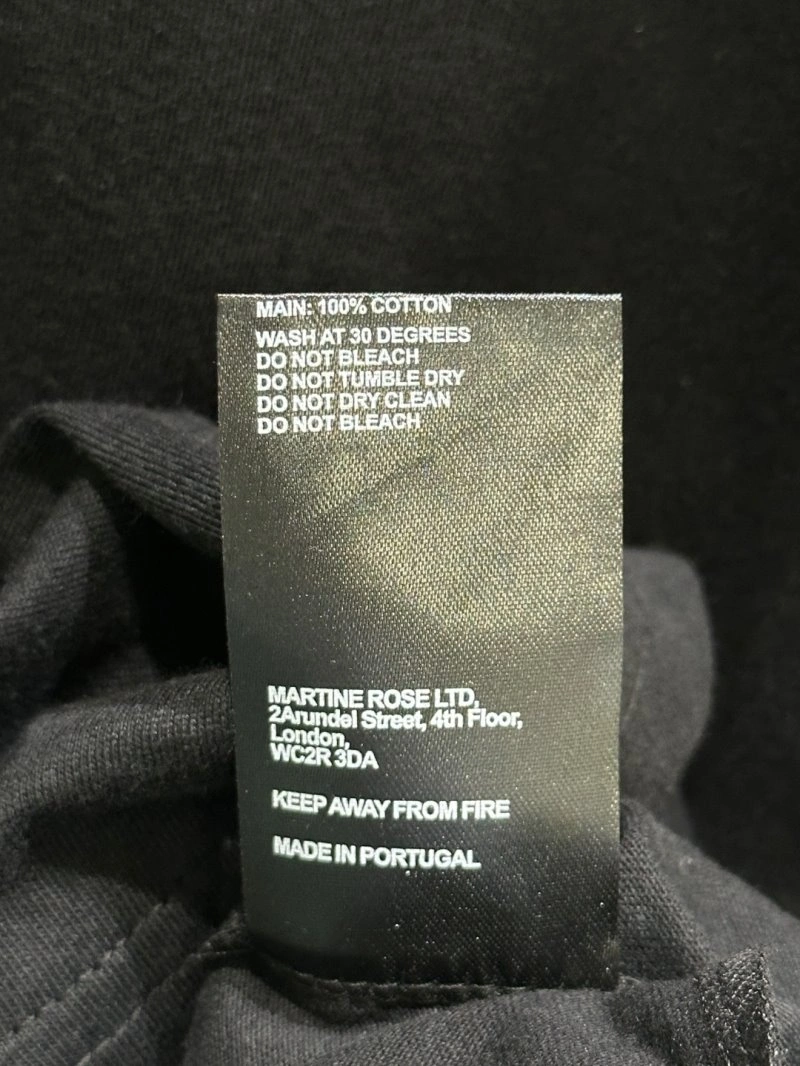 MAIN: 100% COTTON
WASH AT 30 DEGREES
DO NOT BLEACH
DO NOT TUMBLE DRY
DO NOT DRY CLEAN
DO NOT BLEACH
MARTINE ROSE LTD,
2Arundel Street, 4th Floor,
London,
WC2R 3DA
KEEP AWAY FROM FIRE
MADE IN PORTUGAL